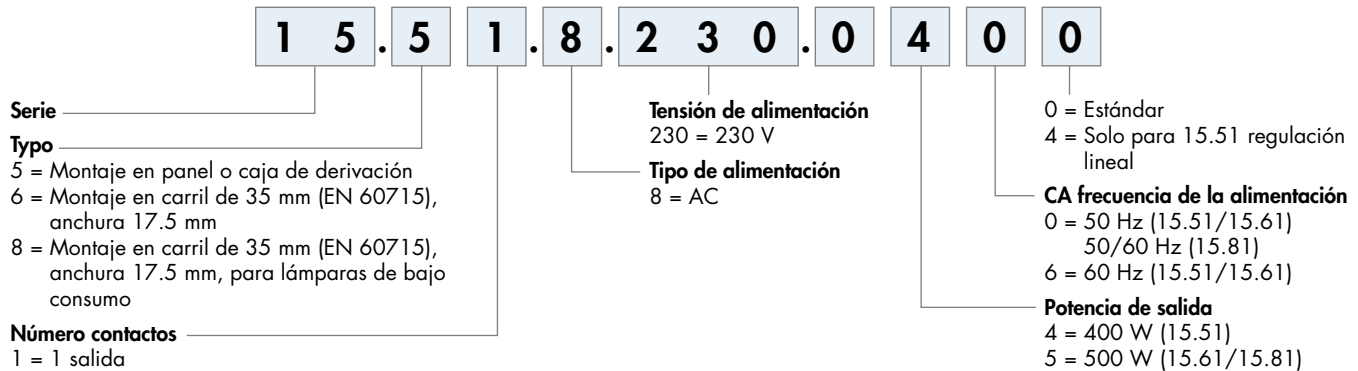 1 5 . 5 1 . 8 . 2 3 0 . 0 4 0 0
Serie
Typo
5 = Montaje en panel o caja de derivación
6 = Montaje en carril de 35 mm (EN 60715),
anchura 17.5 mm
8 = Montaje en carril de 35 mm (EN 60715),
anchura 17.5 mm, para lámparas de bajo
consumo
Número contactos
1 = 1 salida
Tensión de alimentación
230 = 230 V
Tipo de alimentación
8 = AC
0 = Estándar
4 = Solo para 15.51 regulación
lineal
CA frecuencia de la alimentación
0 = 50 Hz (15.51/15.61)
50/60 Hz (15.81)
6 = 60 Hz (15.51/15.61)
Potencia de salida
4 = 400 W (15.51)
5 = 500 W (15.61/15.81)